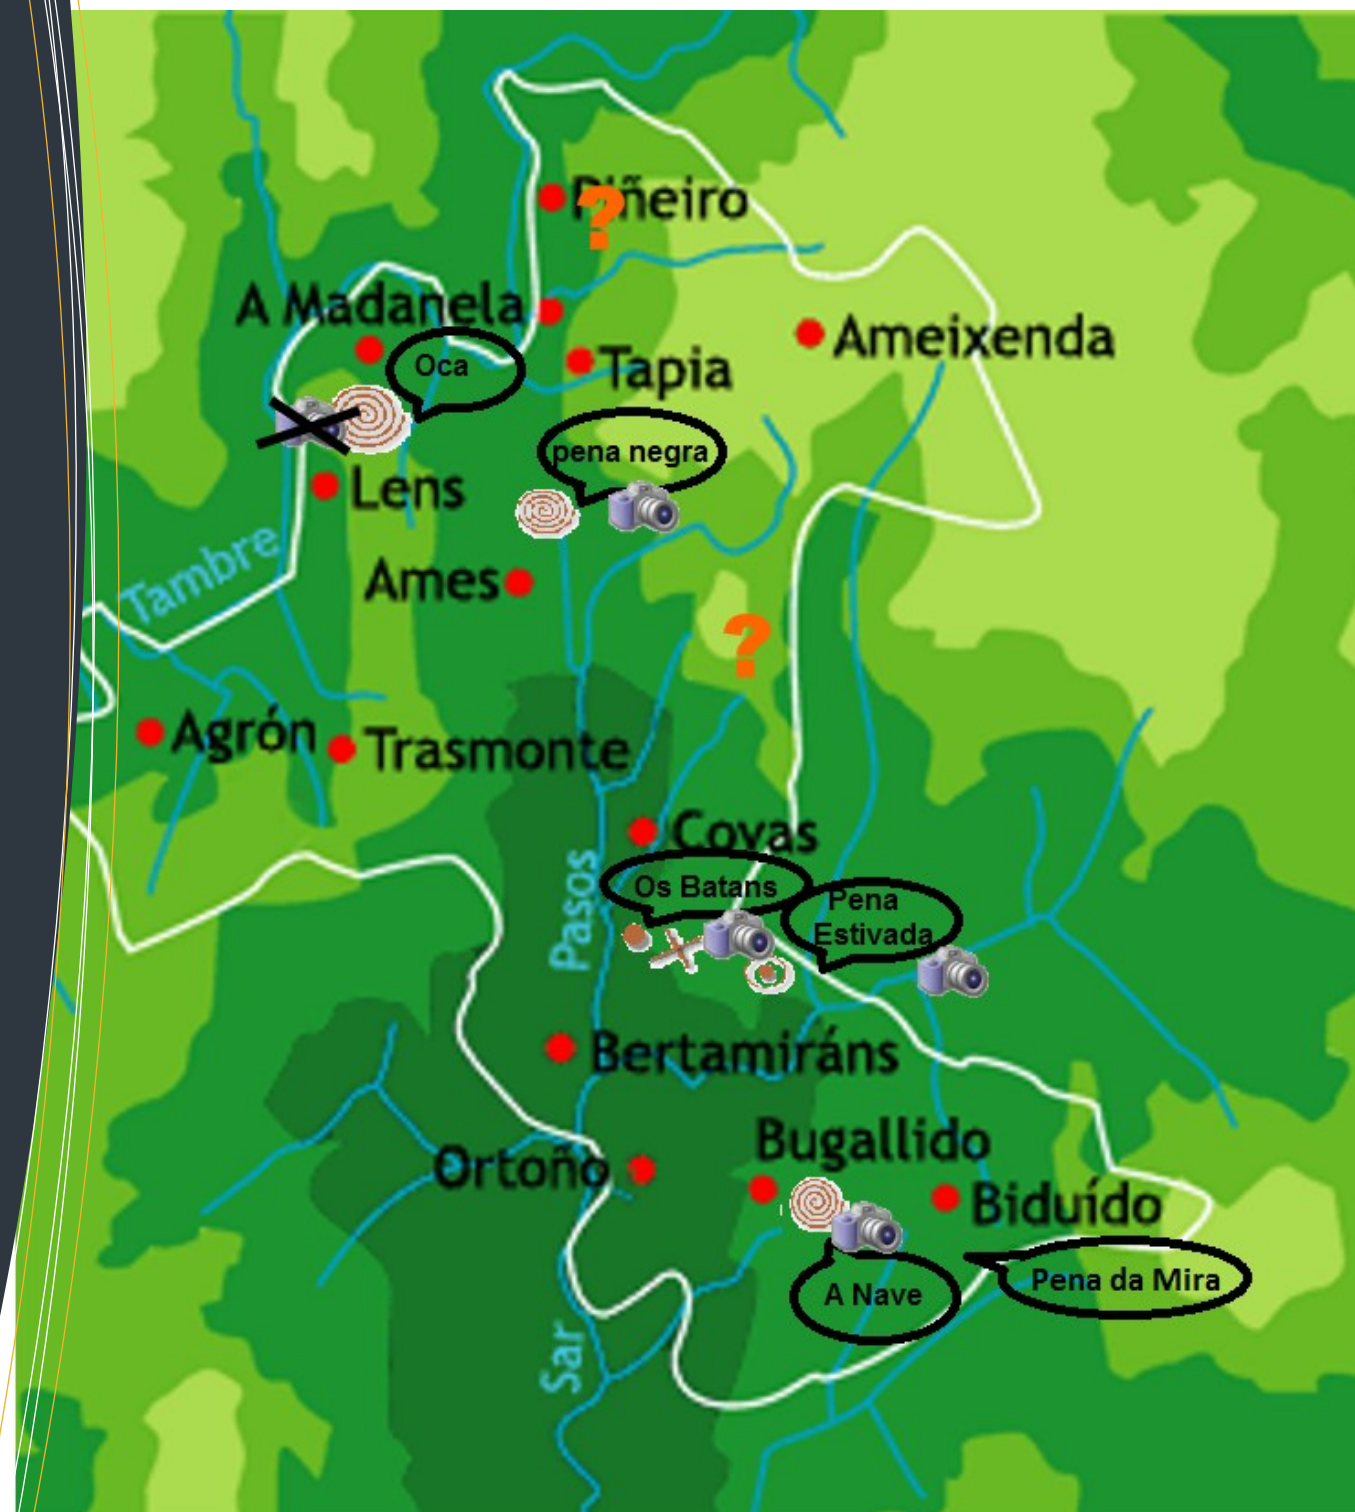 Piñeiro
?
A Madanela
Ameixenda
Oca
Tapia
pena negra
Lens
Tambre
Ames
?
Agrón
Trasmonte
Covas
Os Batans
Pena
Estivada
Pasos
Bertamiráns
Bugallido
Ortoño
Biduído
Pena da Mira
A Nave
Sar